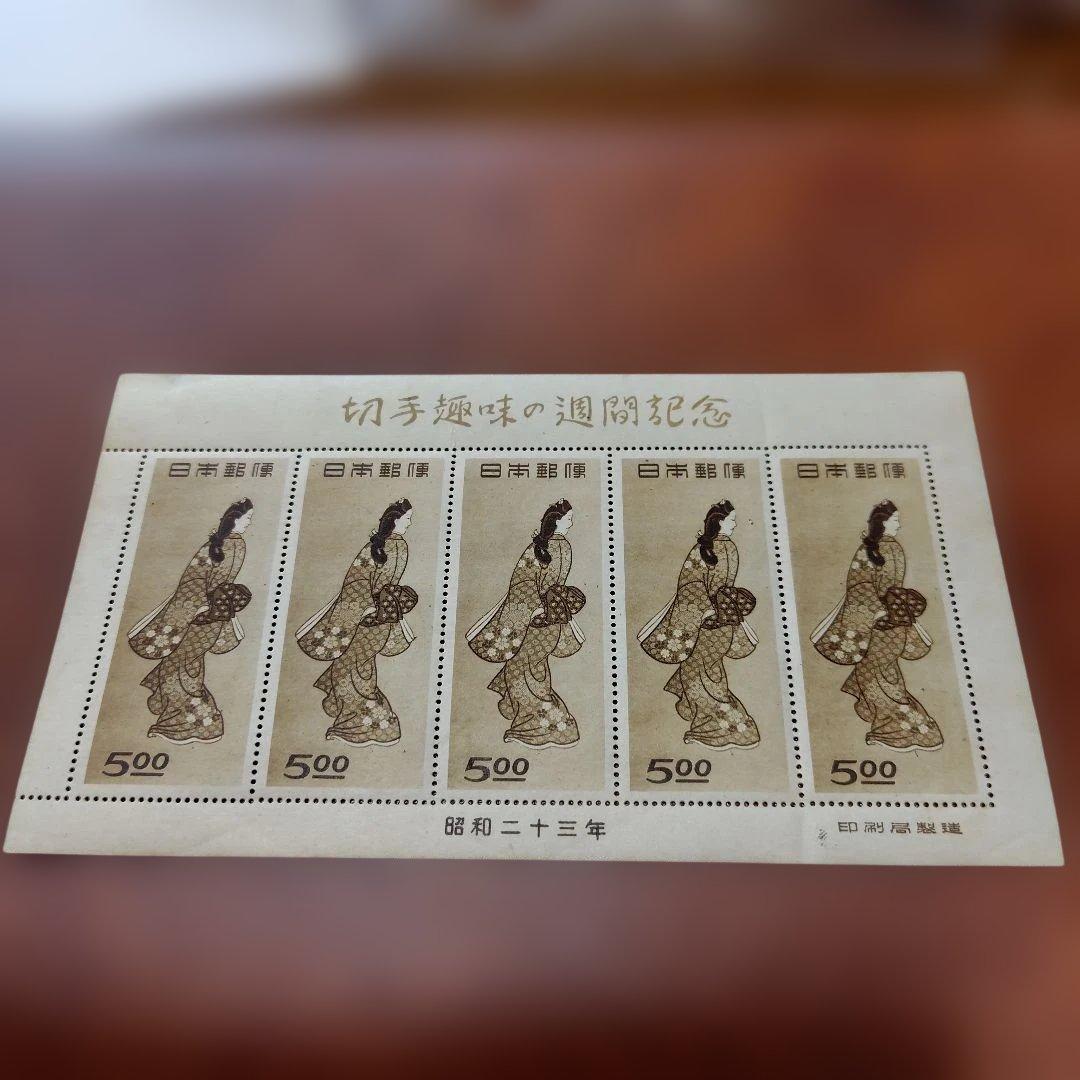 切手趣味の週間記念
日本郵便 日本郵便 日本郵便 日本郵便 日本郵便
5.00 5.00 5.00 5.00 5.00
昭和二十三年
印刷局製造